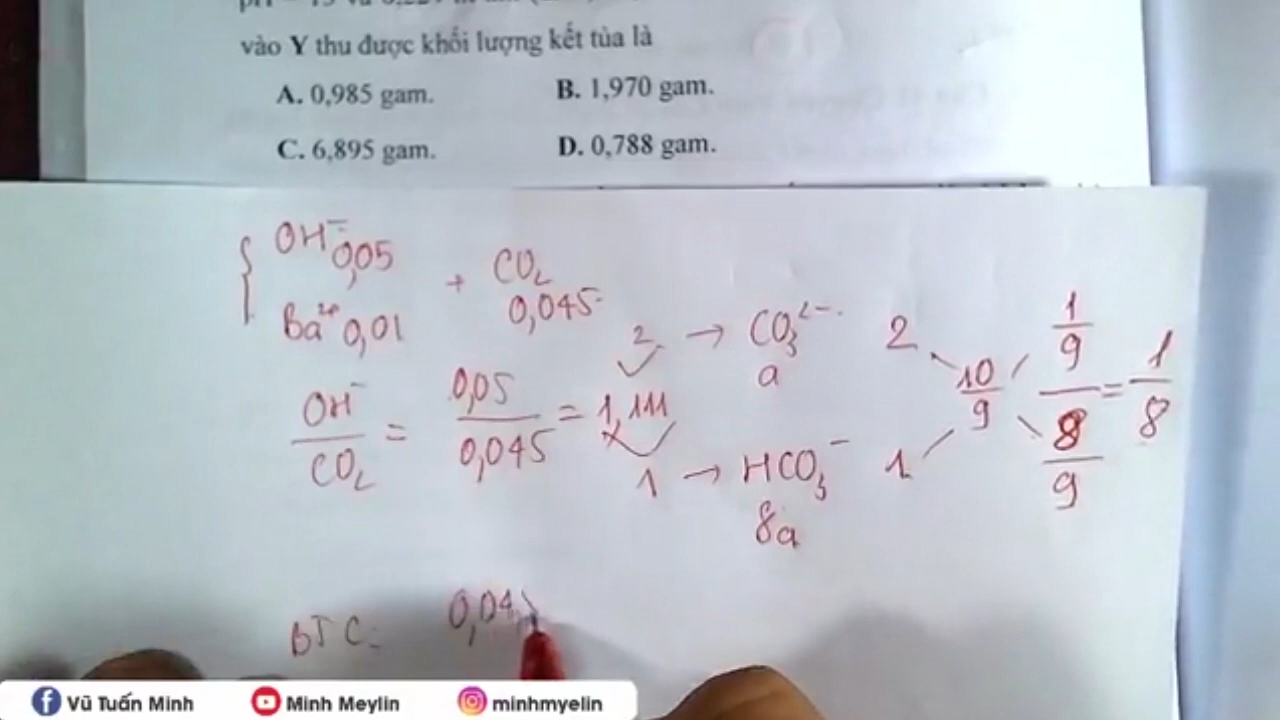 vào Y thu được khối lượng kết tủa là
A. 0,985 gam. B. 1,970 gam.
C. 6,895 gam. D. 0,788 gam.
OH⁻ 0,05 + CO₂
Ba²⁺ 0,01 0,045
OH⁻/CO₂ = 0,05/0,045 = 1,111
2 → CO₃²⁻ 2
a
10/9
1/9 / 8/9 = 1/8
1 → HCO₃⁻ 1
8a
BTC: 0,04
Vũ Tuấn Minh Minh Meylin minhmyelin